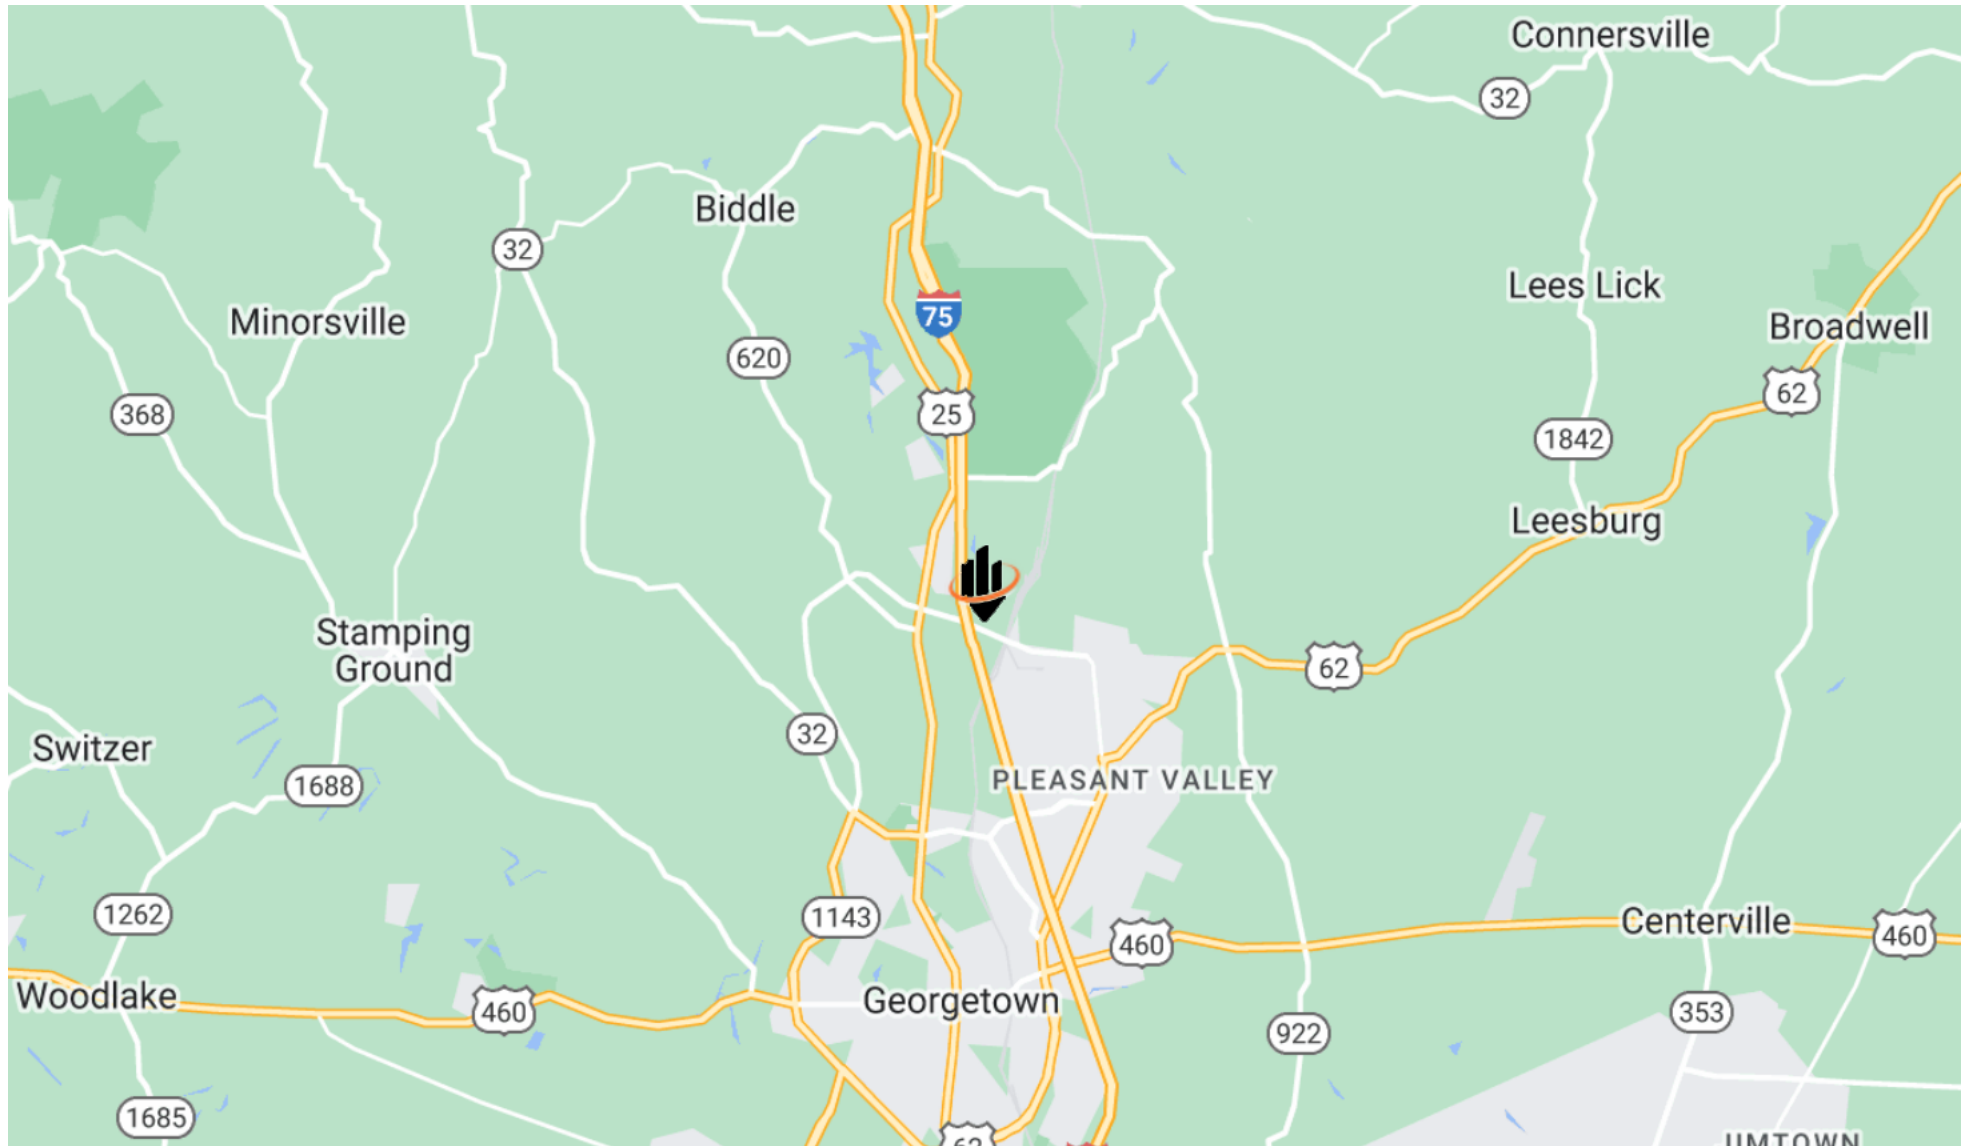 Connersville
32
Biddle
32
Lees Lick
75
Minorsville
Broadwell
620
62
368
25
1842
Leesburg
Stamping
Ground
62
32
Switzer
PLEASANT VALLEY
1688
1262
1143
Centerville
460
460
Woodlake
Georgetown
460
353
922
1685